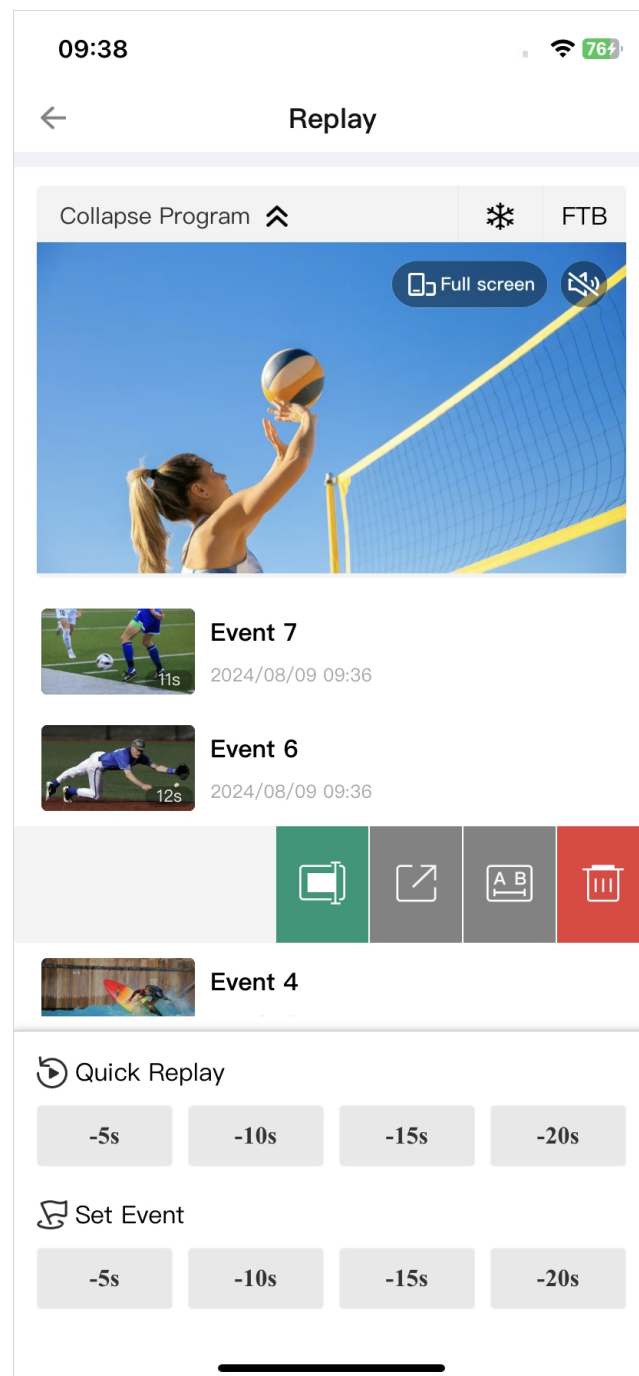 09:38
76
Replay
Collapse Program
FTB
Full screen
11s
Event 7
2024/08/09 09:36
12s
Event 6
2024/08/09 09:36
A B
Event 4
Quick Replay
-5s -10s -15s -20s
Set Event
-5s -10s -15s -20s